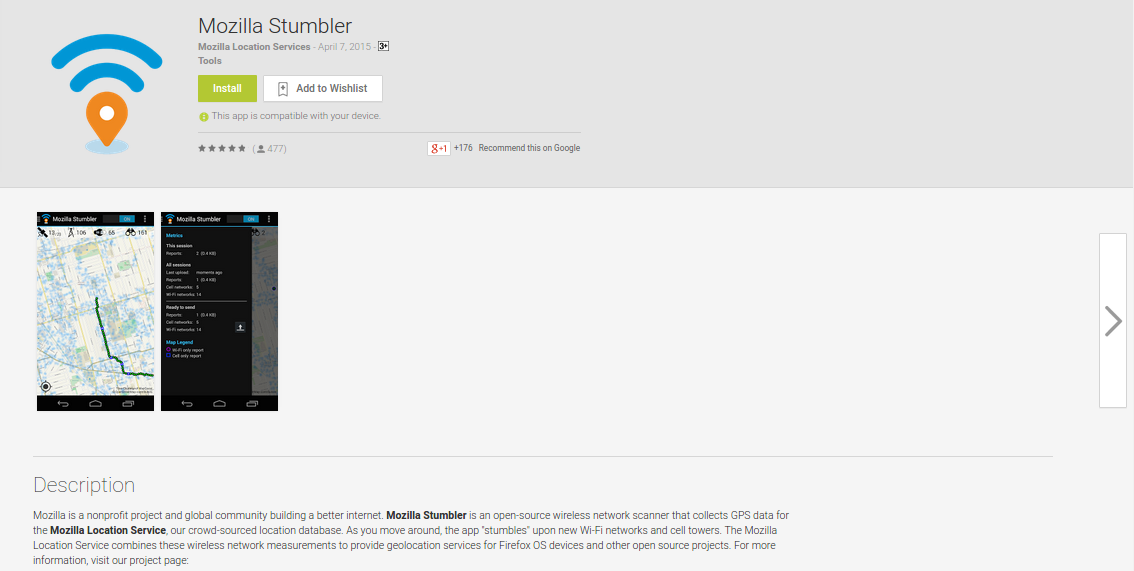 Mozilla Stumbler
Mozilla Location Services - April 7, 2015 - 3+
Tools
Install
Add to Wishlist
This app is compatible with your device.
(477)
g+1 +176 Recommend this on Google
Mozilla Stumbler ON
106 65 161
Mozilla Stumbler ON
Metrics
This session
Reports: 2 (0.4 KB)
All sessions
Last upload: moments ago
Reports: 1 (0.4 KB)
Cell networks: 5
Wi-Fi networks: 14
Ready to send
Reports: 1 (0.4 KB)
Cell networks: 5
Wi-Fi networks: 14
Map Legend
Wi-Fi only report
Cell only report
Description
Mozilla is a nonprofit project and global community building a better internet. Mozilla Stumbler is an open-source wireless network scanner that collects GPS data for
the Mozilla Location Service, our crowd-sourced location database. As you move around, the app "stumbles" upon new Wi-Fi networks and cell towers. The Mozilla
Location Service combines these wireless network measurements to provide geolocation services for Firefox OS devices and other open source projects. For more
information, visit our project page: